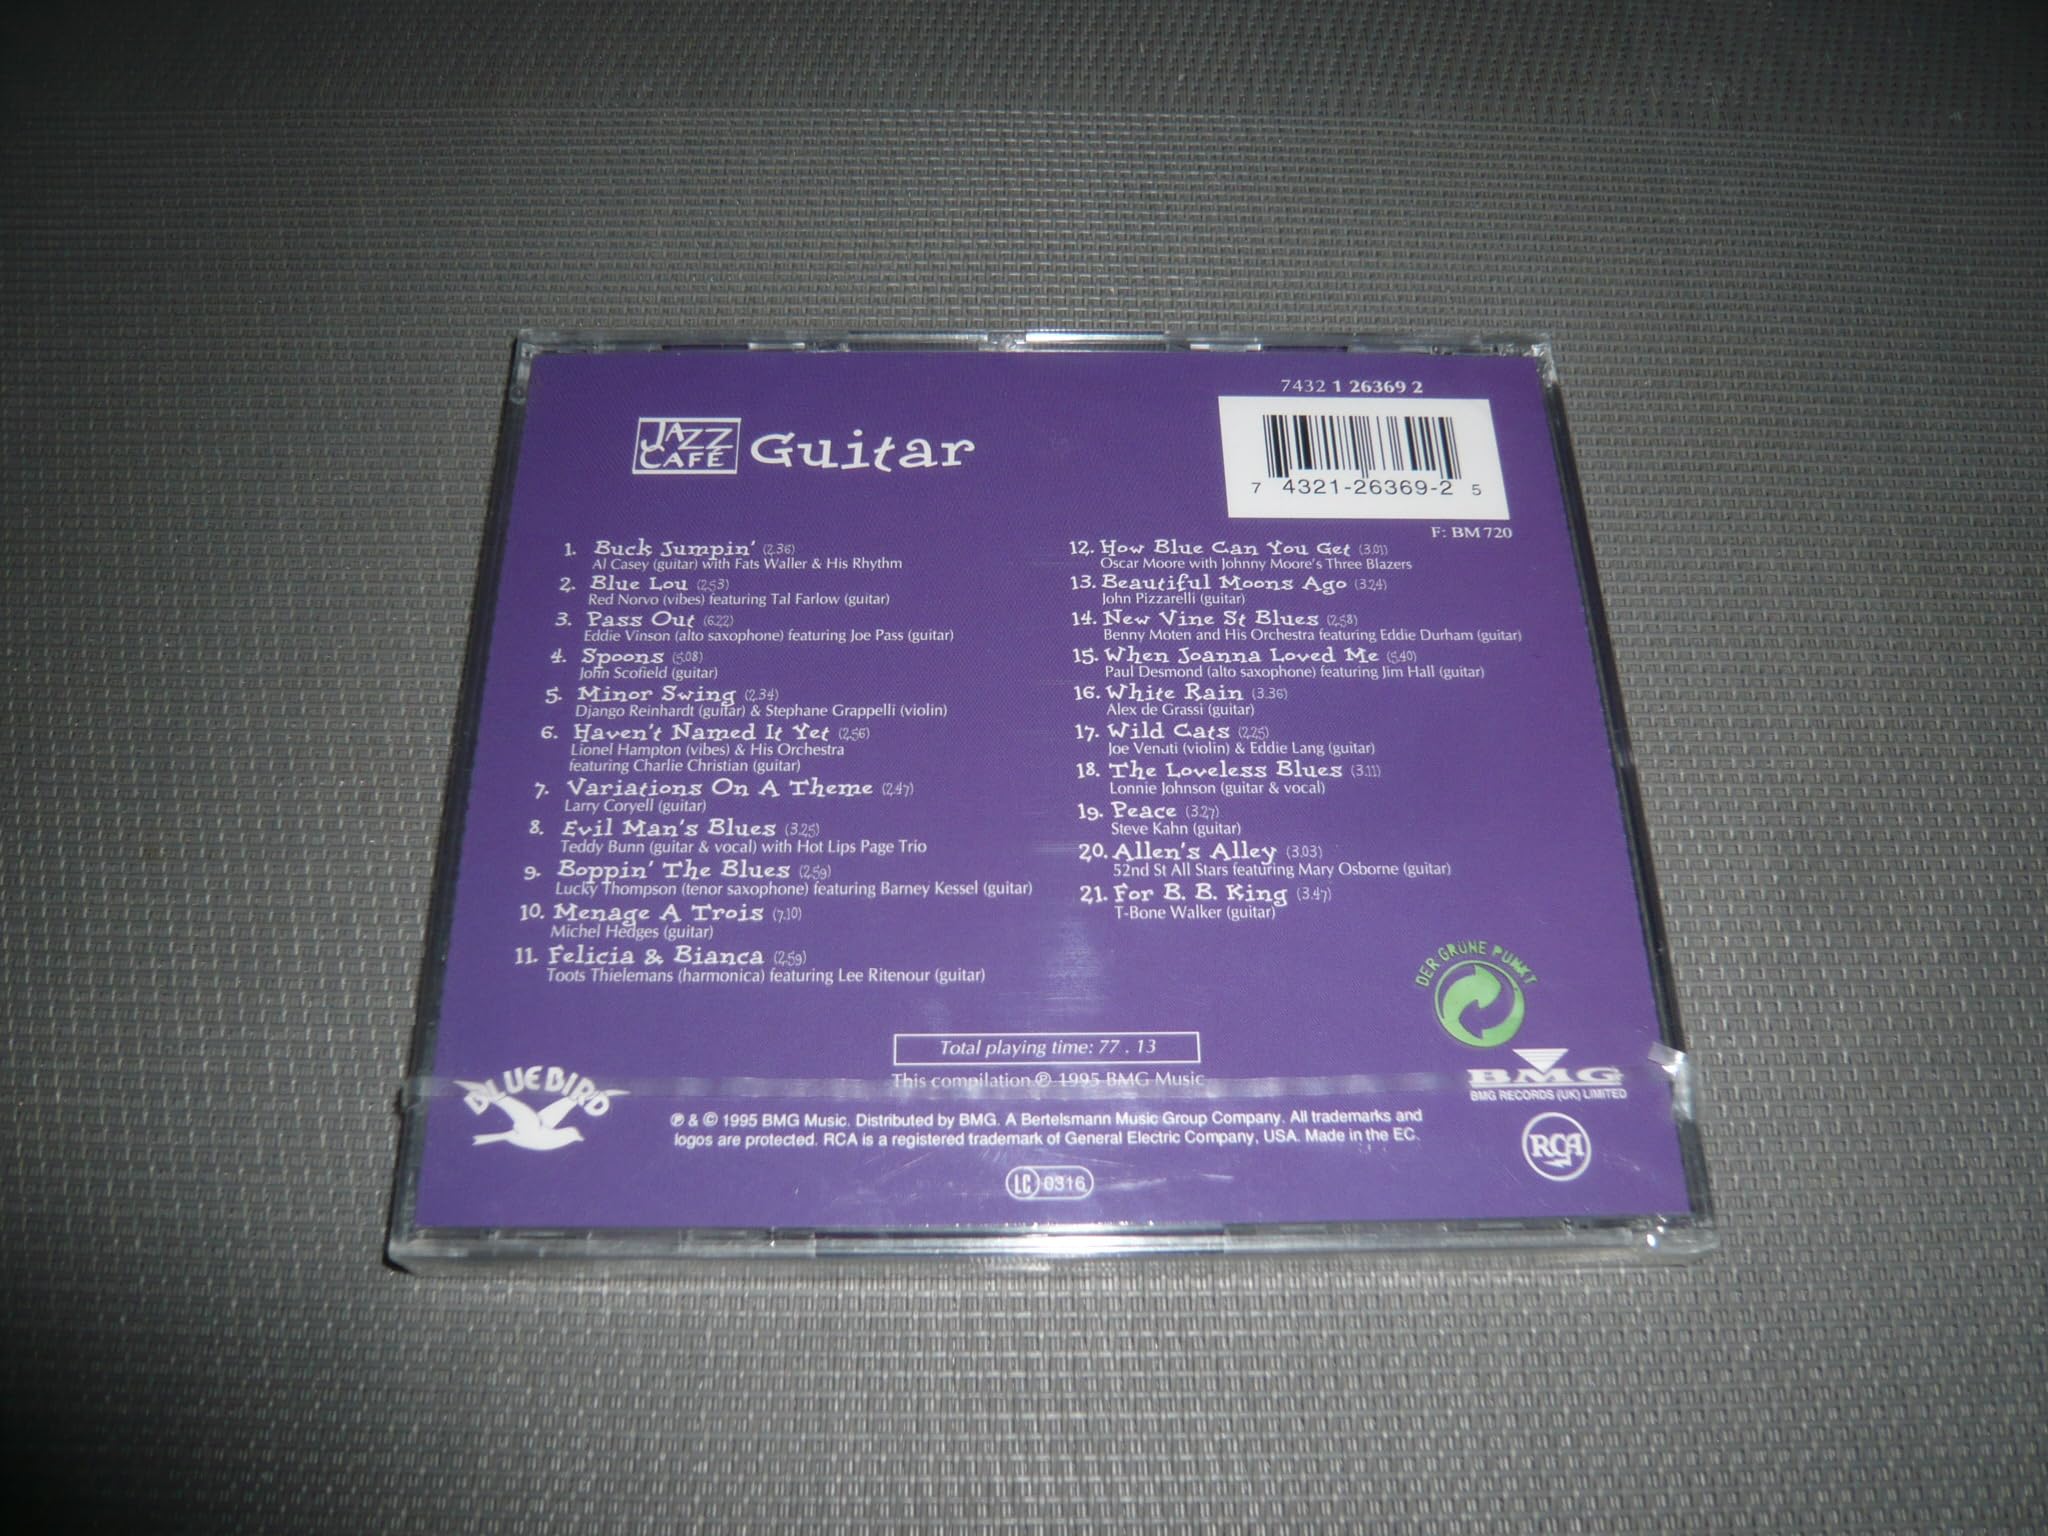 7432 1 26369 2
JAZZ
CAFÉ
Guitar
7 4321-26369-2 5
F: BM 720
1. Buck Jumpin' (2.36)
Al Casey (guitar) with Fats Waller & His Rhythm
2. Blue Lou (2.53)
Red Norvo (vibes) featuring Tal Farlow (guitar)
3. Pass Out (6.22)
Eddie Vinson (alto saxophone) featuring Joe Pass (guitar)
4. Spoons (5.08)
John Scofield (guitar)
5. Minor Swing (2.34)
Django Reinhardt (guitar) & Stephane Grappelli (violin)
6. Haven't Named It Yet (2.56)
Lionel Hampton (vibes) & His Orchestra
featuring Charlie Christian (guitar)
7. Variations On A Theme (2.47)
Larry Coryell (guitar)
8. Evil Man's Blues (3.25)
Teddy Bunn (guitar & vocal) with Hot Lips Page Trio
9. Boppin' The Blues (2.59)
Lucky Thompson (tenor saxophone) featuring Barney Kessel (guitar)
10. Menage A Trois (7.10)
Michel Hedges (guitar)
11. Felicia & Bianca (2.59)
Toots Thielemans (harmonica) featuring Lee Ritenour (guitar)
12. How Blue Can You Get (3.01)
Oscar Moore with Johnny Moore's Three Blazers
13. Beautiful Moons Ago (3.24)
John Pizzarelli (guitar)
14. New Vine St Blues (2.58)
Benny Moten and His Orchestra featuring Eddie Durham (guitar)
15. When Joanna Loved Me (5.40)
Paul Desmond (alto saxophone) featuring Jim Hall (guitar)
16. White Rain (3.36)
Alex de Grassi (guitar)
17. Wild Cats (2.25)
Joe Venuti (violin) & Eddie Lang (guitar)
18. The Loveless Blues (3.11)
Lonnie Johnson (guitar & vocal)
19. Peace (3.27)
Steve Kahn (guitar)
20. Allen's Alley (3.03)
52nd St All Stars featuring Mary Osborne (guitar)
21. For B. B. King (3.47)
T-Bone Walker (guitar)
DER GRÜNE PUNKT
Total playing time: 77 . 13
This compilation ℗ 1995 BMG Music
BLUEBIRD
BMG
BMG RECORDS (UK) LIMITED
℗ & © 1995 BMG Music. Distributed by BMG. A Bertelsmann Music Group Company. All trademarks and
logos are protected. RCA is a registered trademark of General Electric Company, USA. Made in the EC.
RCA
LC 0316